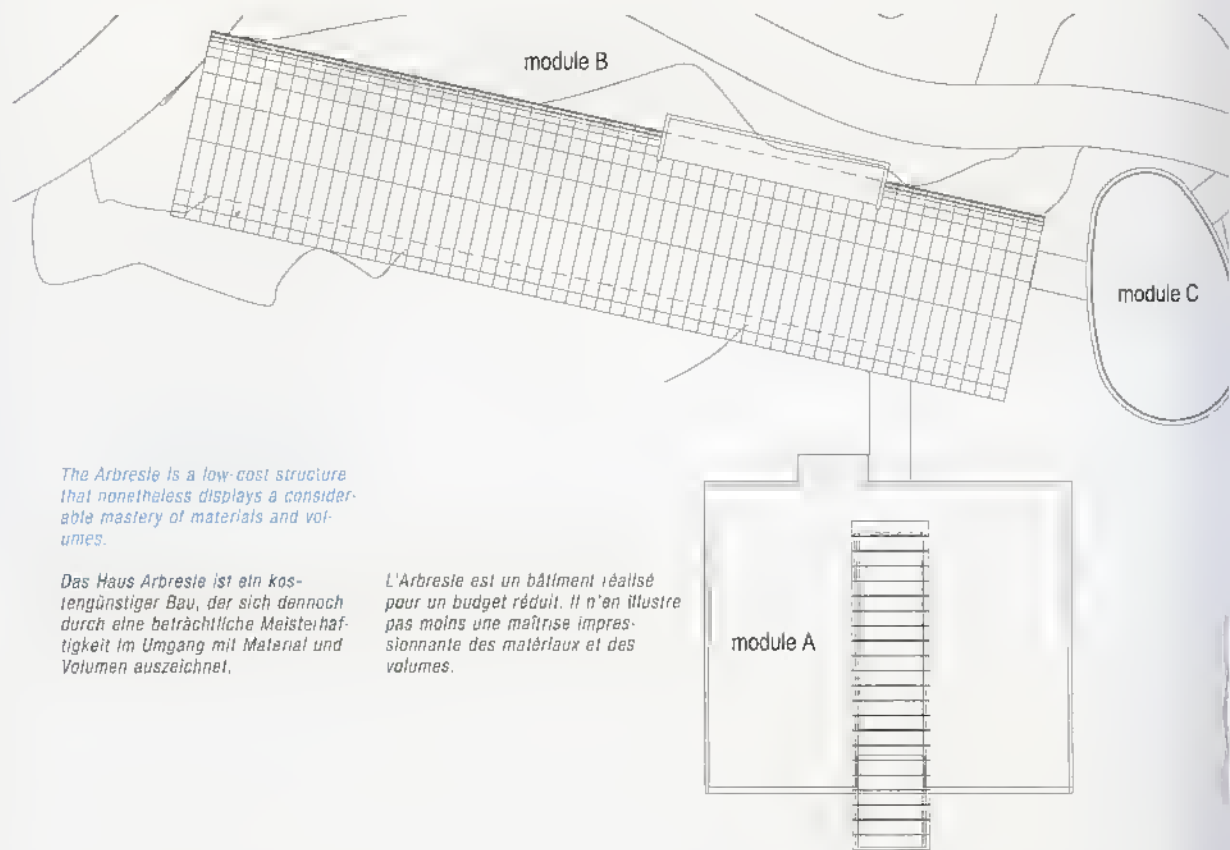 module B
module C
The Arbresle is a low-cost structure
that nonetheless displays a consider-
able mastery of materials and vol-
umes.
Das Haus Arbresle ist ein kos-
tengünstiger Bau, der sich dennoch
durch eine beträchtliche Meisterhaf-
tigkeit im Umgang mit Material und
Volumen auszeichnet.
L'Arbresle est un bâtiment réalisé
pour un budget réduit. Il n'en illustre
pas moins une maîtrise impres-
sionnante des matériaux et des
volumes.
module A